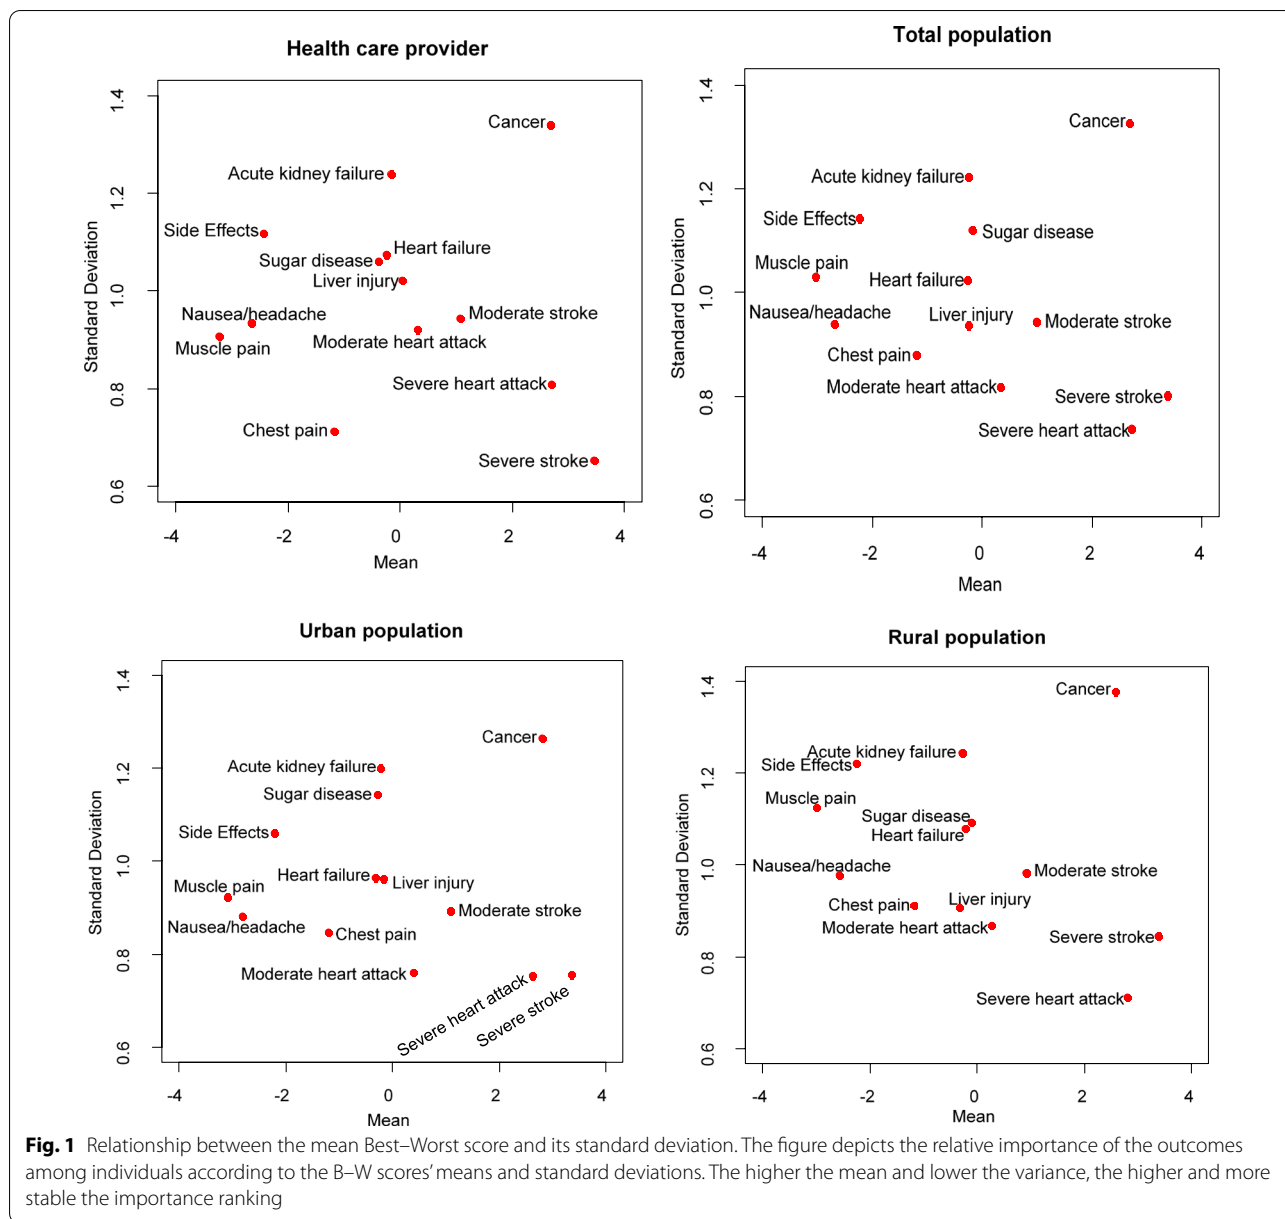 Health care provider
Standard Deviation
1.4
1.2
1.0
0.8
0.6
Cancer
Acute kidney failure
Side Effects
Heart failure
Sugar disease
Liver injury
Nausea/headache
Moderate stroke
Muscle pain
Moderate heart attack
Severe heart attack
Chest pain
Severe stroke
-4 -2 0 2 4
Mean
Total population
Standard Deviation
1.4
1.2
1.0
0.8
0.6
Cancer
Acute kidney failure
Side Effects
Sugar disease
Muscle pain
Heart failure
Nausea/headache
Liver injury
Moderate stroke
Chest pain
Moderate heart attack
Severe stroke
Severe heart attack
-4 -2 0 2 4
Mean
Urban population
Standard Deviation
1.4
1.2
1.0
0.8
0.6
Cancer
Acute kidney failure
Sugar disease
Side Effects
Heart failure
Liver injury
Muscle pain
Moderate stroke
Nausea/headache
Chest pain
Moderate heart attack
Severe heart attack
Severe stroke
-4 -2 0 2 4
Mean
Rural population
Standard Deviation
1.4
1.2
1.0
0.8
0.6
Cancer
Acute kidney failure
Side Effects
Muscle pain
Sugar disease
Heart failure
Nausea/headache
Moderate stroke
Liver injury
Chest pain
Moderate heart attack
Severe stroke
Severe heart attack
-4 -2 0 2 4
Mean
Fig. 1 Relationship between the mean Best–Worst score and its standard deviation. The figure depicts the relative importance of the outcomes
among individuals according to the B–W scores’ means and standard deviations. The higher the mean and lower the variance, the higher and more
stable the importance ranking